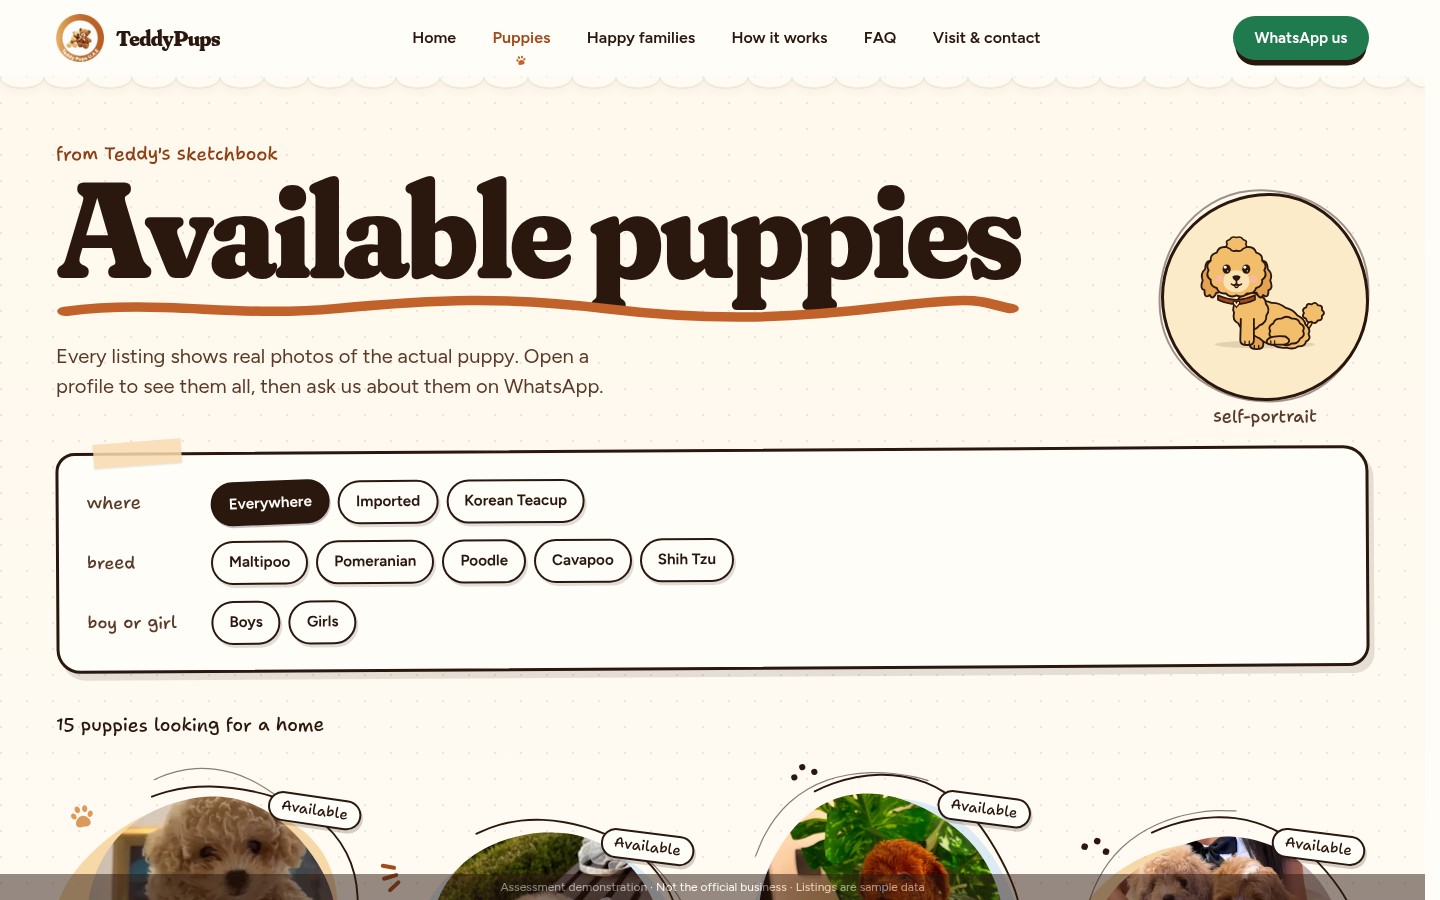 TeddyPups
Home
Puppies
Happy families
How it works
FAQ
Visit & contact
WhatsApp us
from Teddy's sketchbook
Available puppies
Every listing shows real photos of the actual puppy. Open a
profile to see them all, then ask us about them on WhatsApp.
self-portrait
where
Everywhere
Imported
Korean Teacup
breed
Maltipoo
Pomeranian
Poodle
Cavapoo
Shih Tzu
boy or girl
Boys
Girls
15 puppies looking for a home
Available
Available
Available
Available
Assessment demonstration · Not the official business · Listings are sample data